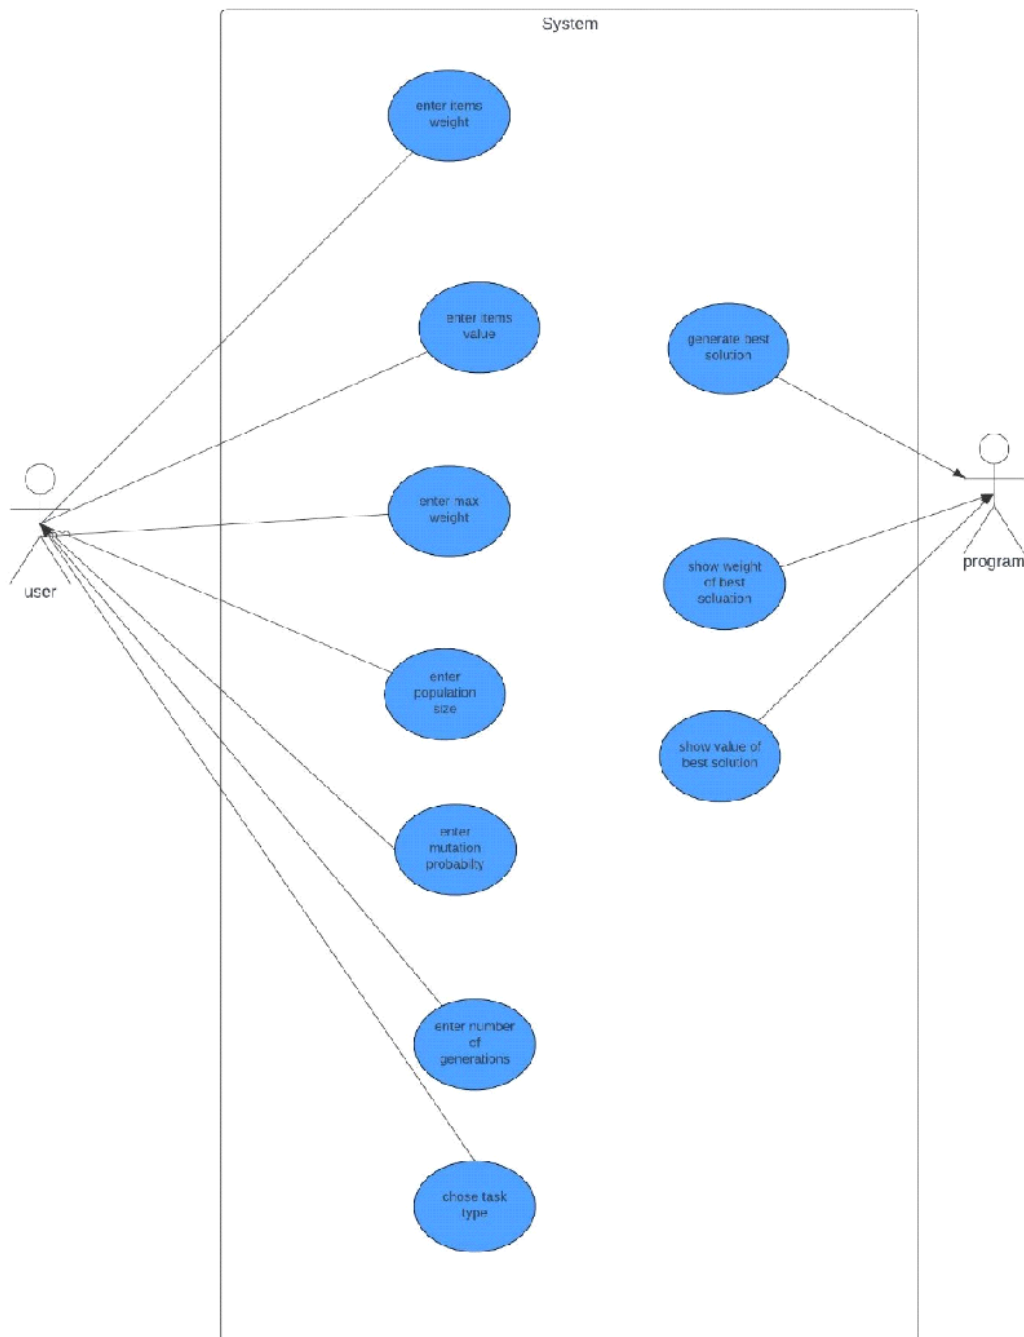 System
enter items
weight
enter items
value
generate best
solution
enter max
weight
program
show weight
of best
soluation
user
enter
population
size
show value of
best solution
enter
mutation
probabilty
enter number
of
generations
chose task
type